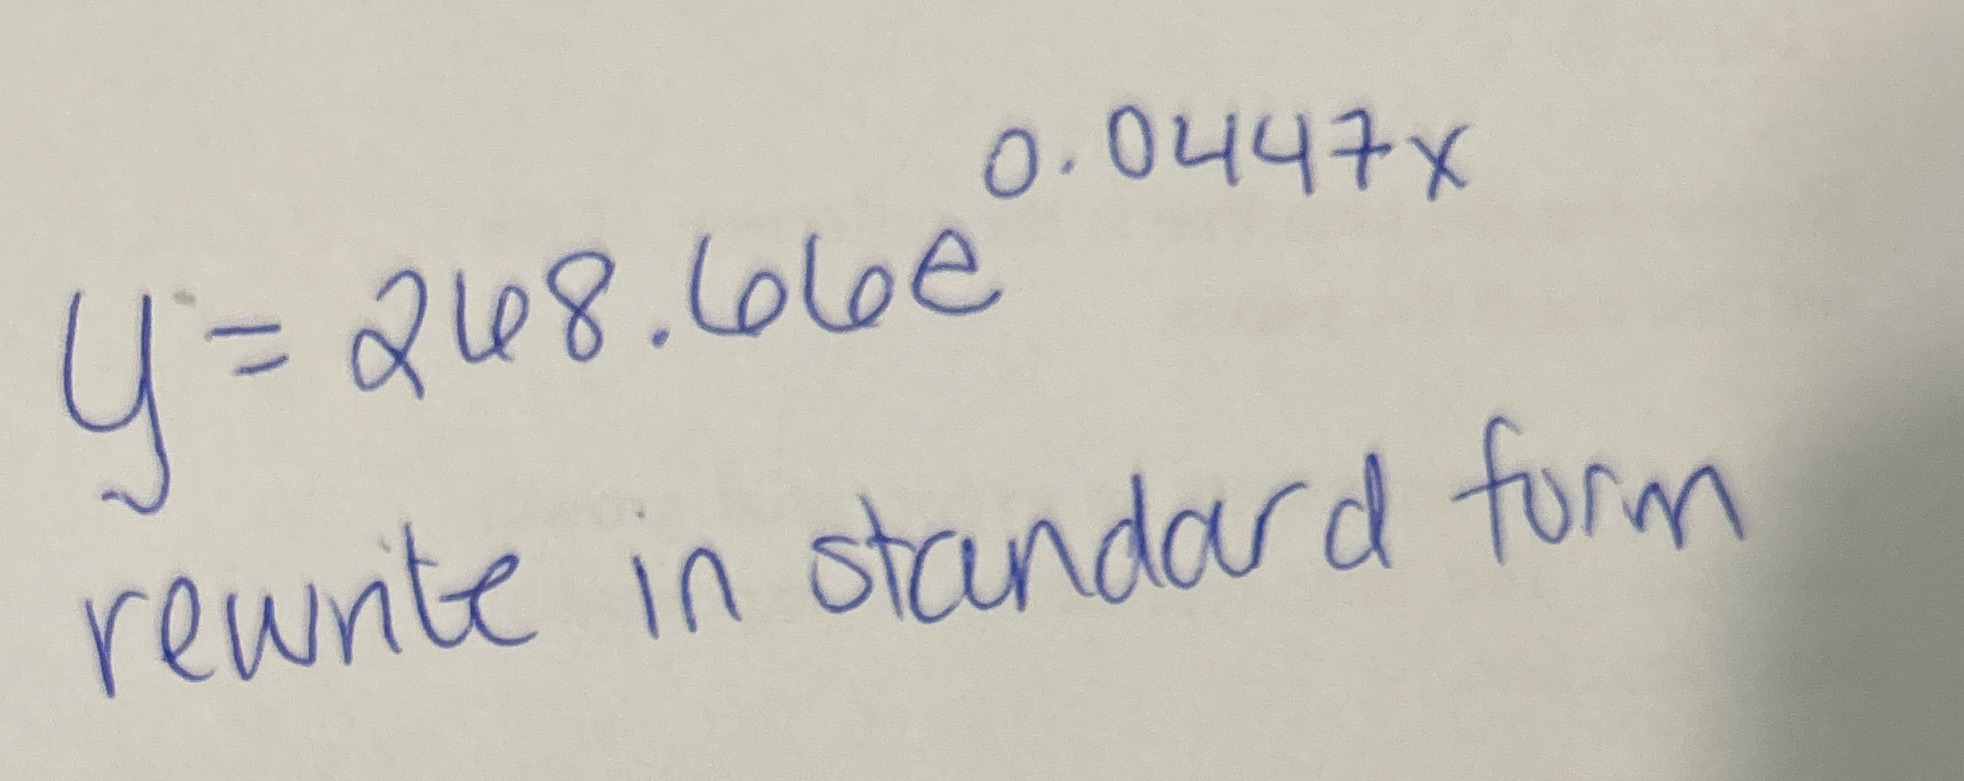 y = 268.66e^0.0447x
rewrite in standard form